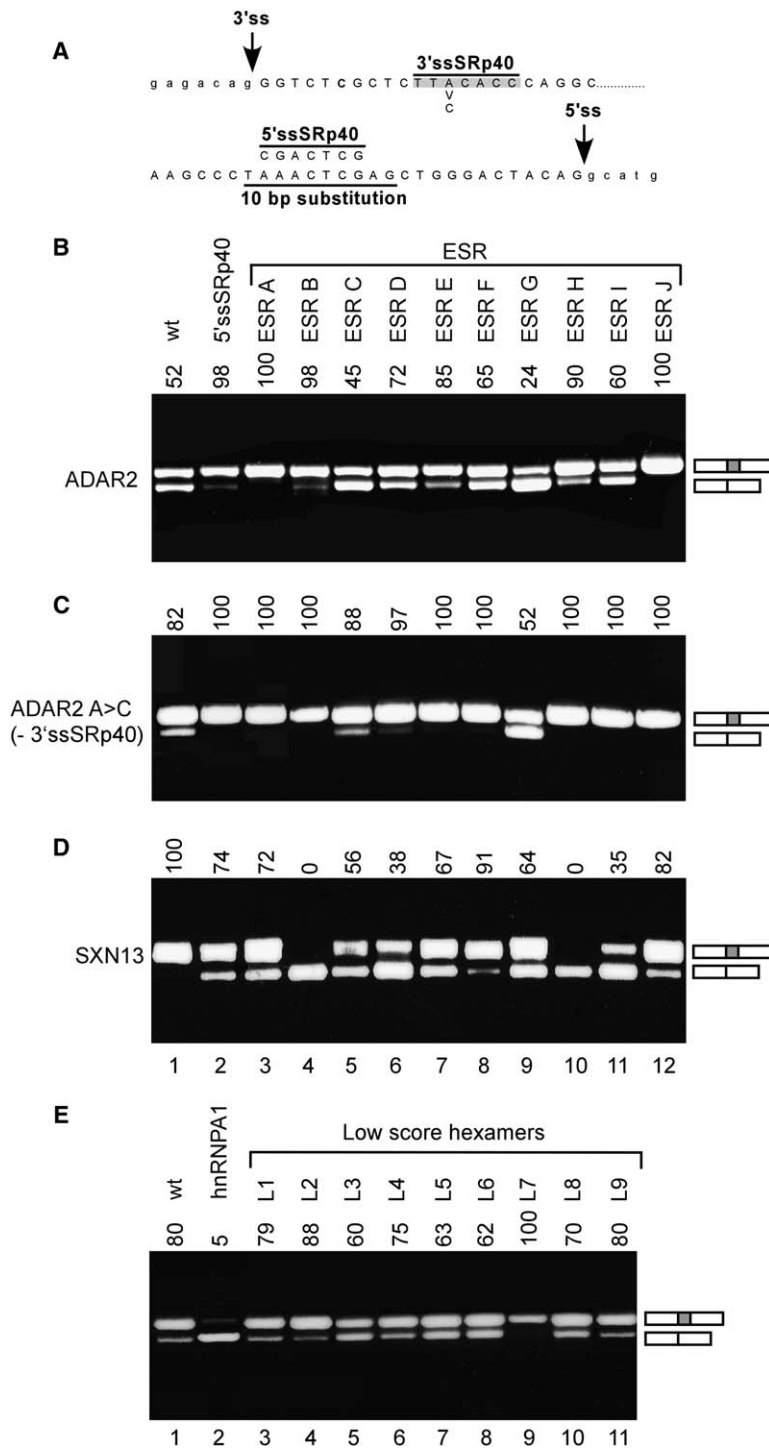 A
3'ss
3'ssSRp40
g a g a c a g G G T C T C G C T C T T A C A C C C A G G C..............
V
C
5'ss
5'ssSRp40
C G A C T C G
A A G C C C T A A A C T C G A G C T G G G A C T A C A G g c a t g
10 bp substitution
B
ESR
wt 5'ssSRp40 ESR A ESR B ESR C ESR D ESR E ESR F ESR G ESR H ESR I ESR J
52 98 100 98 45 72 85 65 24 90 60 100
ADAR2
C
82 100 100 100 88 97 100 100 52 100 100 100
ADAR2 A>C
(- 3'ssSRp40)
D
100 74 72 0 56 38 67 91 64 0 35 82
SXN13
1 2 3 4 5 6 7 8 9 10 11 12
E
Low score hexamers
wt hnRNPA1 L1 L2 L3 L4 L5 L6 L7 L8 L9
80 5 79 88 60 75 63 62 100 70 80
1 2 3 4 5 6 7 8 9 10 11